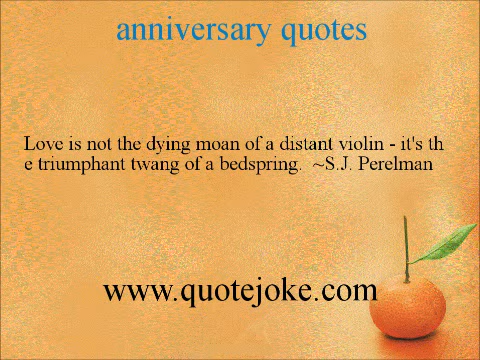 anniversary quotes
Love is not the dying moan of a distant violin - it's th
e triumphant twang of a bedspring.  ~S.J. Perelman
www.quotejoke.com